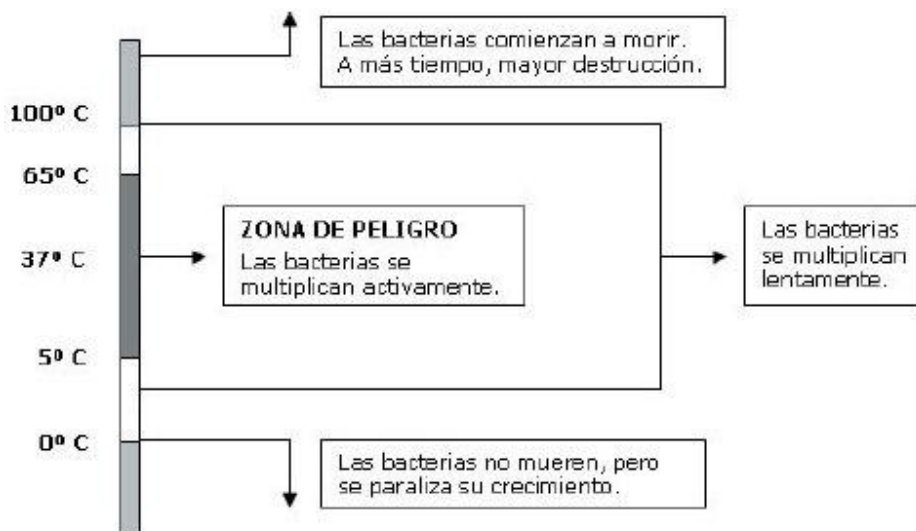 Las bacterias comienzan a morir.
A más tiempo, mayor destrucción.
100º C
65º C
ZONA DE PELIGRO
Las bacterias se
multiplican activamente.
37º C
Las bacterias
se multiplican
lentamente.
5º C
0º C
Las bacterias no mueren, pero
se paraliza su crecimiento.